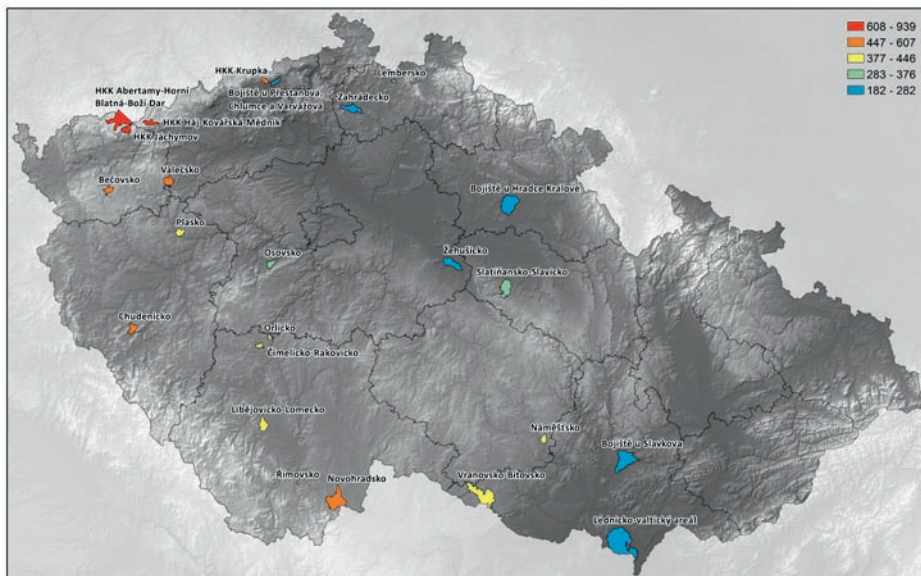 608 - 939
447 - 607
377 - 446
283 - 376
182 - 282
HKK Krupka
Lembersko
HKK Abertamy-Horní
Blatná-Boží Dar
Bojiště u Přestanova,
Chlumce a Varvažova
Zahrádecko
HKK Háj-Kovářská-Mědník
HKK Jáchymov
Valečsko
Bečovsko
Bojiště u Hradce Králové
Plasko
Osovsko
Žehušicko
Slatiňansko-Slavicko
Chudenicko
Orlicko
Čimelicko-Rakovicko
Libějovicko-Lomecko
Náměšťsko
Bojiště u Slavkova
Římovsko
Novohradsko
Vranovsko-Bítovsko
Lednicko-valtický areál